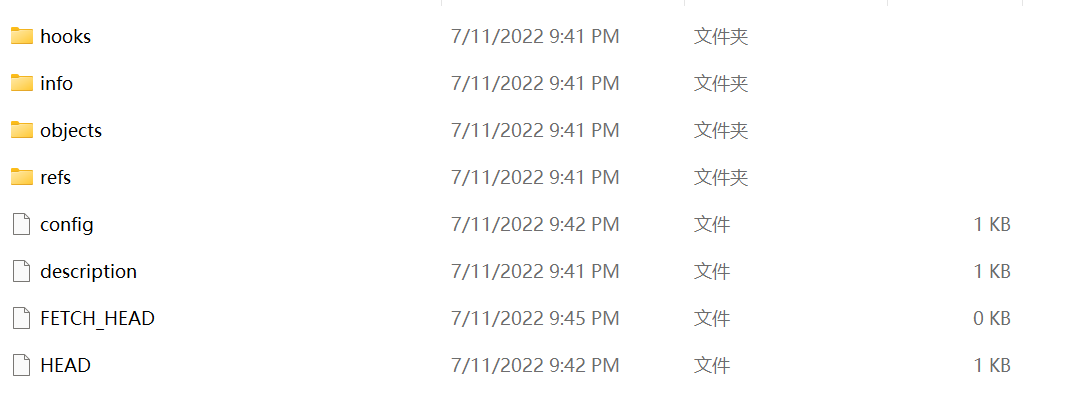 hooks 7/11/2022 9:41 PM 文件夹
info 7/11/2022 9:41 PM 文件夹
objects 7/11/2022 9:41 PM 文件夹
refs 7/11/2022 9:41 PM 文件夹
config 7/11/2022 9:42 PM 文件 1 KB
description 7/11/2022 9:41 PM 文件 1 KB
FETCH_HEAD 7/11/2022 9:45 PM 文件 0 KB
HEAD 7/11/2022 9:42 PM 文件 1 KB